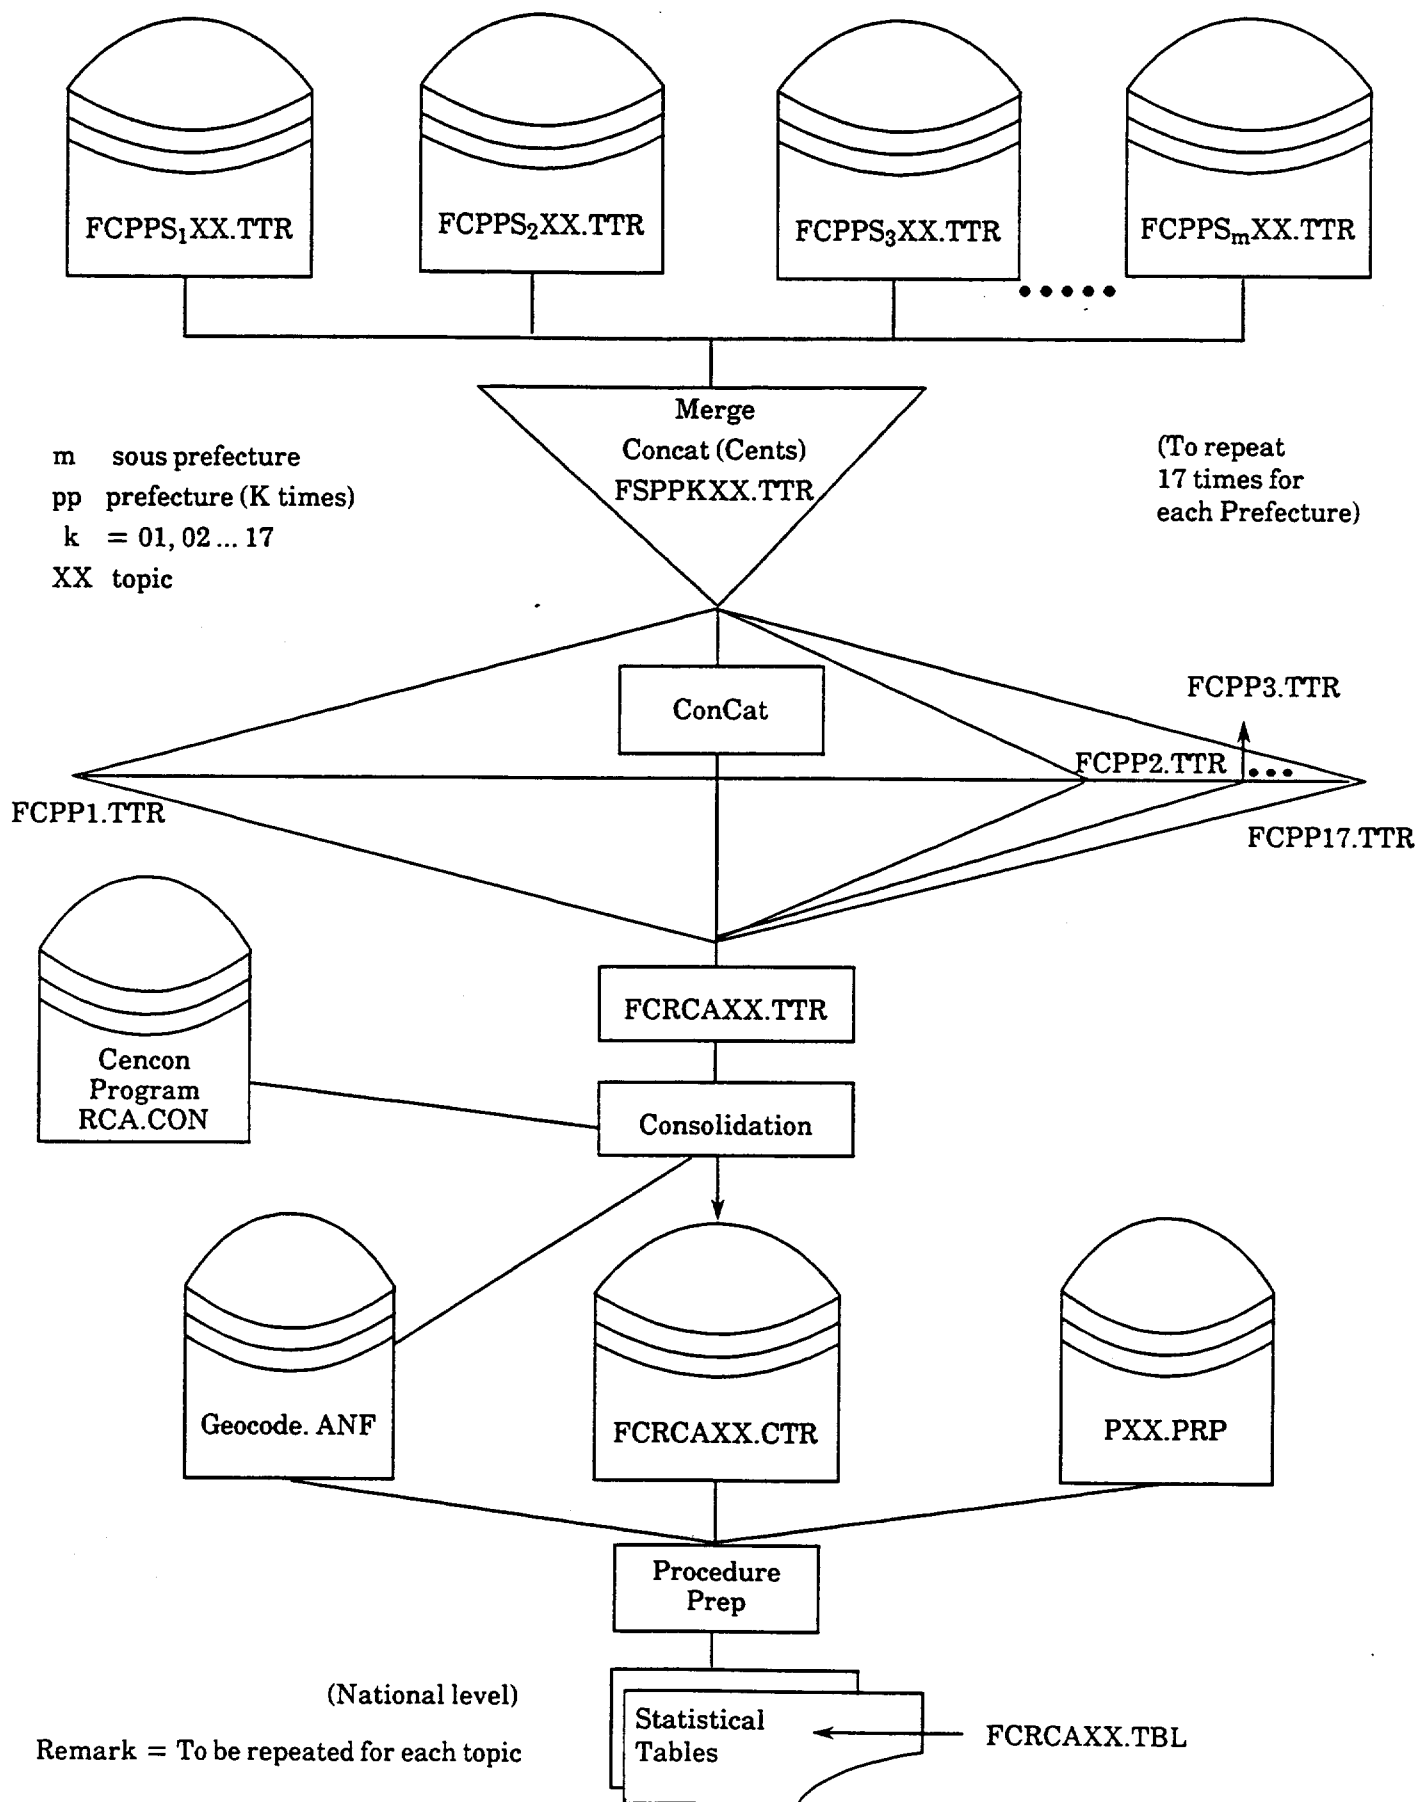 FCPPS₁XX.TTR
FCPPS₂XX.TTR
FCPPS₃XX.TTR
FCPPSₘXX.TTR
Merge
Concat (Cents)
FSPPKXX.TTR
m sous prefecture
pp prefecture (K times)
k = 01, 02 ... 17
XX topic
(To repeat
17 times for
each Prefecture)
ConCat
FCPP3.TTR
FCPP2.TTR
FCPP1.TTR
FCPP17.TTR
FCRCAXX.TTR
Cencon
Program
RCA.CON
Consolidation
Geocode. ANF
FCRCAXX.CTR
PXX.PRP
Procedure
Prep
(National level)
Statistical
Tables
FCRCAXX.TBL
Remark = To be repeated for each topic